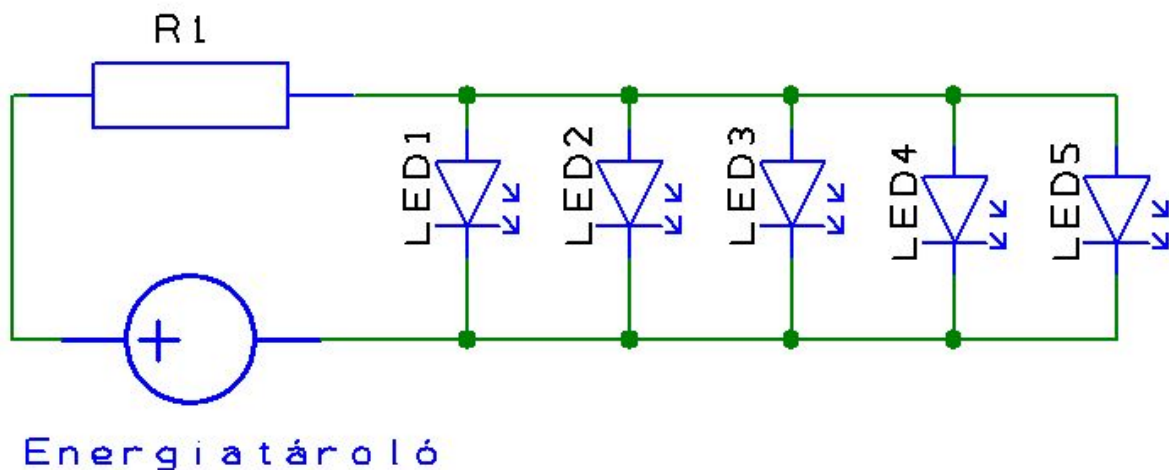 R1
LED1
LED2
LED3
LED4
LED5
+
Energiatároló